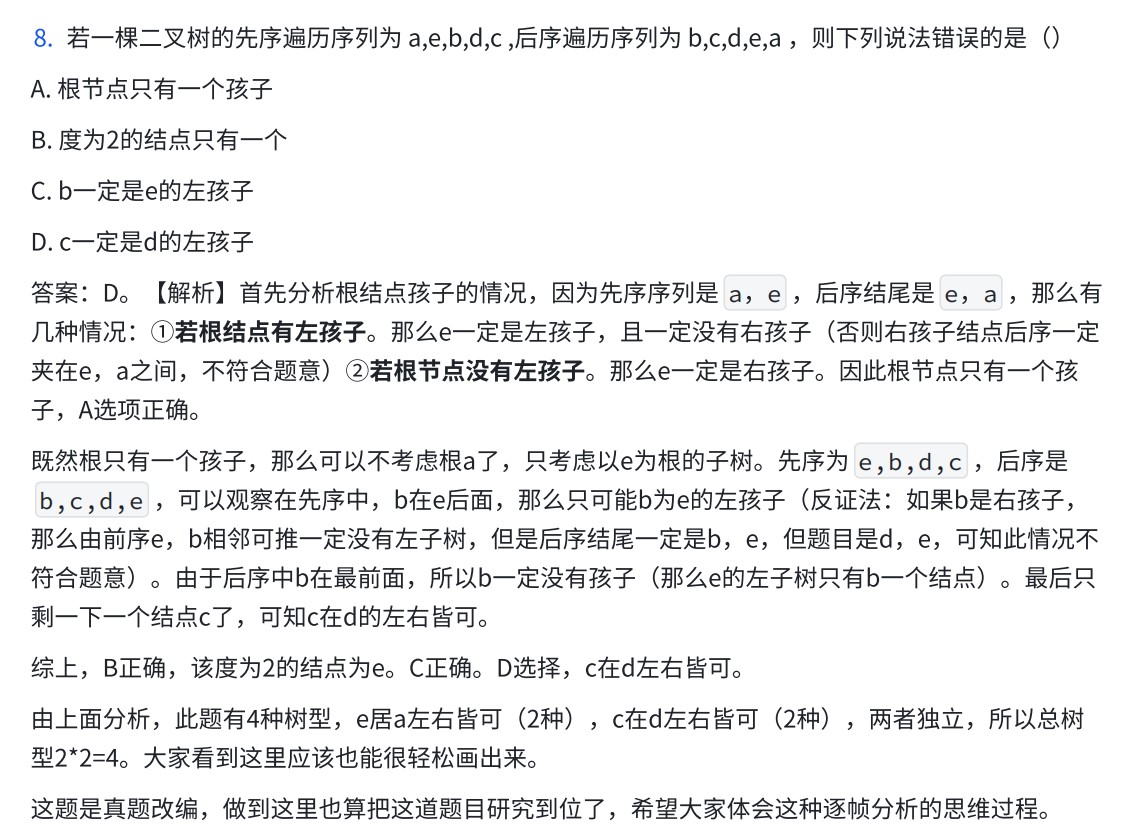 8. 若一棵二叉树的先序遍历序列为 a,e,b,d,c ,后序遍历序列为 b,c,d,e,a ，则下列说法错误的是（）
A. 根节点只有一个孩子
B. 度为2的结点只有一个
C. b一定是e的左孩子
D. c一定是d的左孩子
答案：D。【解析】首先分析根结点孩子的情况，因为先序序列是 a, e ，后序结尾是 e, a ，那么有
几种情况：①若根结点有左孩子。那么e一定是左孩子，且一定没有右孩子（否则右孩子结点后序一定
夹在e，a之间，不符合题意）②若根节点没有左孩子。那么e一定是右孩子。因此根节点只有一个孩
子，A选项正确。
既然根只有一个孩子，那么可以不考虑根a了，只考虑以e为根的子树。先序为 e,b,d,c ，后序是
b,c,d,e ，可以观察在先序中，b在e后面，那么只可能b为e的左孩子（反证法：如果b是右孩子，
那么由前序e，b相邻可推一定没有左子树，但是后序结尾一定是b，e，但题目是d，e，可知此情况不
符合题意）。由于后序中b在最前面，所以b一定没有孩子（那么e的左子树只有b一个结点）。最后只
剩一下一个结点c了，可知c在d的左右皆可。
综上，B正确，该度为2的结点为e。C正确。D选择，c在d左右皆可。
由上面分析，此题有4种树型，e居a左右皆可（2种），c在d左右皆可（2种），两者独立，所以总树
型2*2=4。大家看到这里应该也能很轻松画出来。
这题是真题改编，做到这里也算把这道题目研究到位了，希望大家体会这种逐帧分析的思维过程。